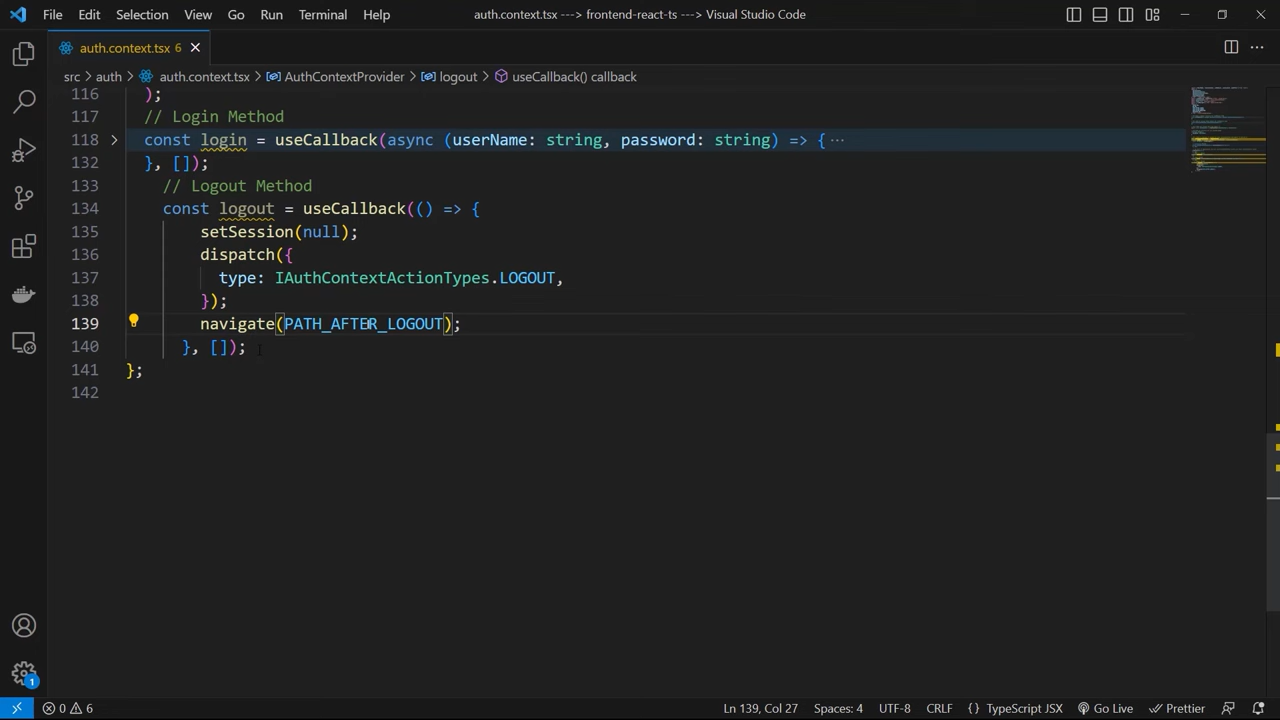 File Edit Selection View Go Run Terminal Help auth.context.tsx ---> frontend-react-ts ---> Visual Studio Code
auth.context.tsx 6
src > auth > auth.context.tsx > AuthContextProvider > logout > useCallback() callback
116 );
117 // Login Method
118 const login = useCallback(async (userName: string, password: string) => { ...
132 }, []);
133 // Logout Method
134 const logout = useCallback(() => {
135 setSession(null);
136 dispatch({
137 type: IAuthContextActionTypes.LOGOUT,
138 });
139 navigate(PATH_AFTER_LOGOUT);
140 }, []);
141 };
142
1
0 6 Ln 139, Col 27 Spaces: 4 UTF-8 CRLF {} TypeScript JSX Go Live Prettier